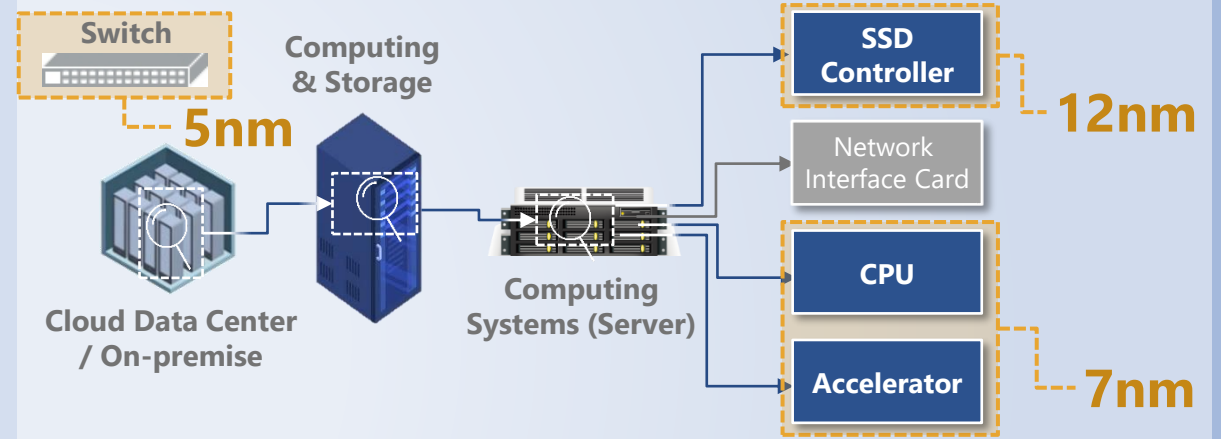 Switch
5nm
Computing
& Storage
Cloud Data Center
/ On-premise
Computing
Systems (Server)
SSD
Controller
12nm
Network
Interface Card
CPU
Accelerator
7nm